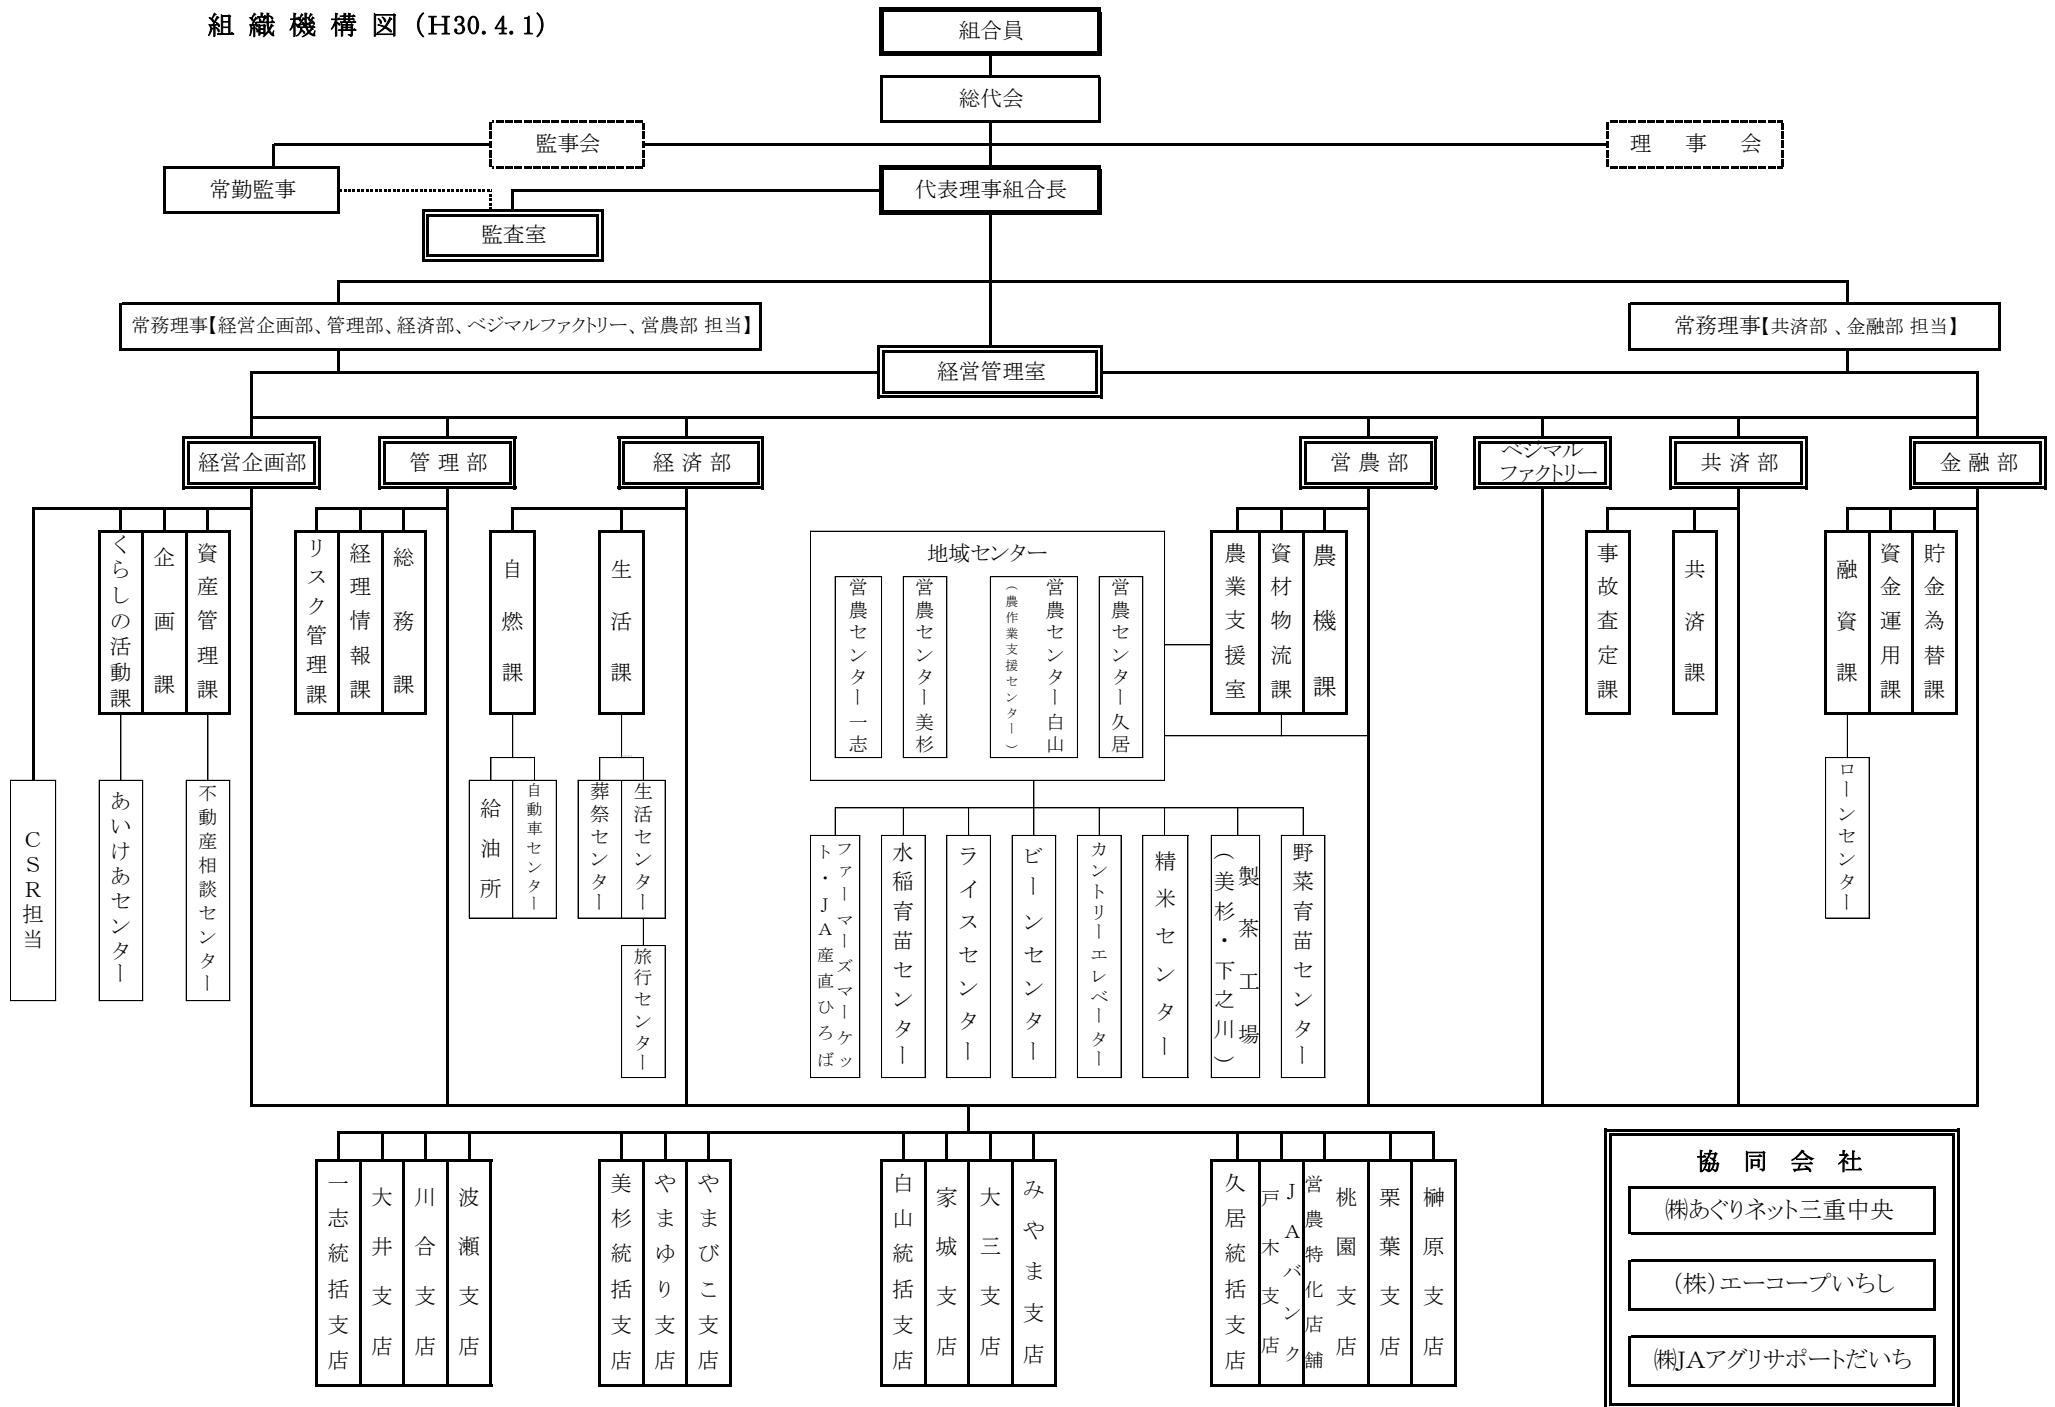 組織機構図（H30.4.1）
組合員
総代会
監事会
理事会
常勤監事
代表理事組合長
監査室
常務理事【経営企画部、管理部、経済部、ベジマルファクトリー、営農部 担当】
常務理事【共済部 、金融部 担当】
経営管理室
経営企画部
管理部
経済部
営農部
ベジマル
ファクトリー
共済部
金融部
くらしの活動課
企画課
資産管理課
リスク管理課
経理情報課
総務課
自燃課
生活課
地域センター
営農センター一志
営農センター美杉
営農センター白山
（農作業支援センター）
営農センター久居
農業支援室
資材物流課
農機課
事故査定課
共済課
融資課
資金運用課
貯金為替課
CSR担当
あいけあセンター
不動産相談センター
給油所
自動車センター
葬祭センター
生活センター
旅行センター
ファーマーズマーケッ
ト・JA産直ひろば
水稲育苗センター
ライスセンター
ビーンセンター
カントリーエレベーター
精米センター
製茶工場
（美杉・下之川）
野菜育苗センター
ローンセンター
一志統括支店
大井支店
川合支店
波瀬支店
美杉統括支店
やまゆり支店
やまびこ支店
白山統括支店
家城支店
大三支店
みやま支店
久居統括支店
JAバンク
戸木支店
桃園支店
営農特化店舗
栗葉支店
榊原支店
協同会社
㈱あぐりネット三重中央
（株）エーコープいちし
㈱JAアグリサポートだいち